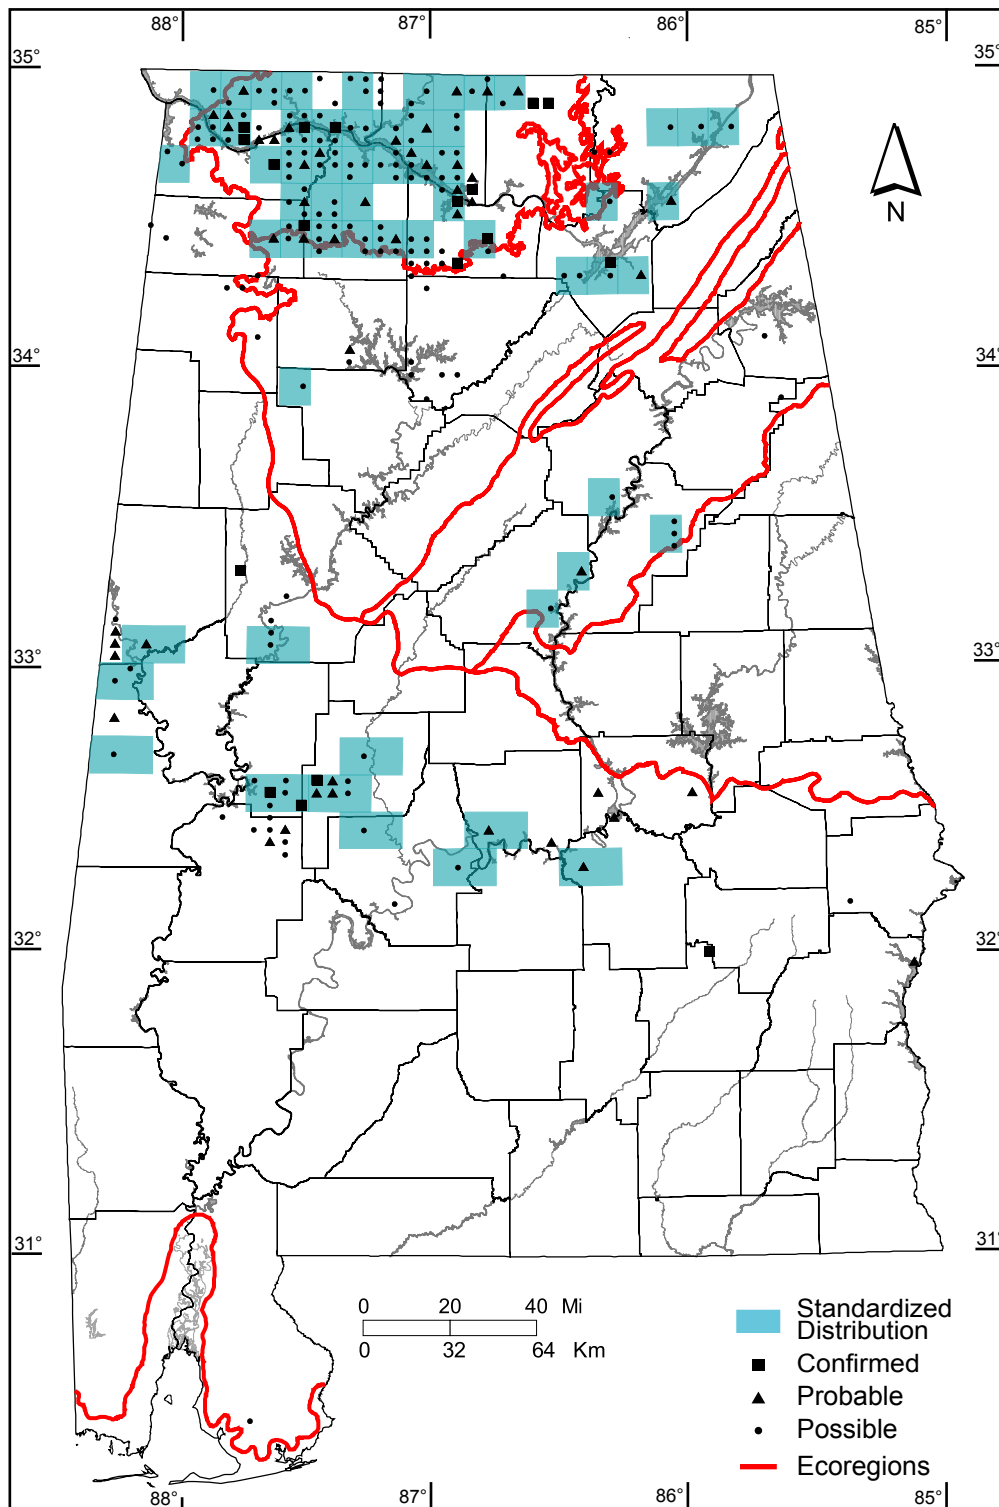 88° 87° 86° 85°
35° 35°
N
34° 34°
33° 33°
32° 32°
31° 31°
0 20 40 Mi
0 32 64 Km
Standardized
Distribution
Confirmed
Probable
Possible
Ecoregions
88° 87° 86° 85°